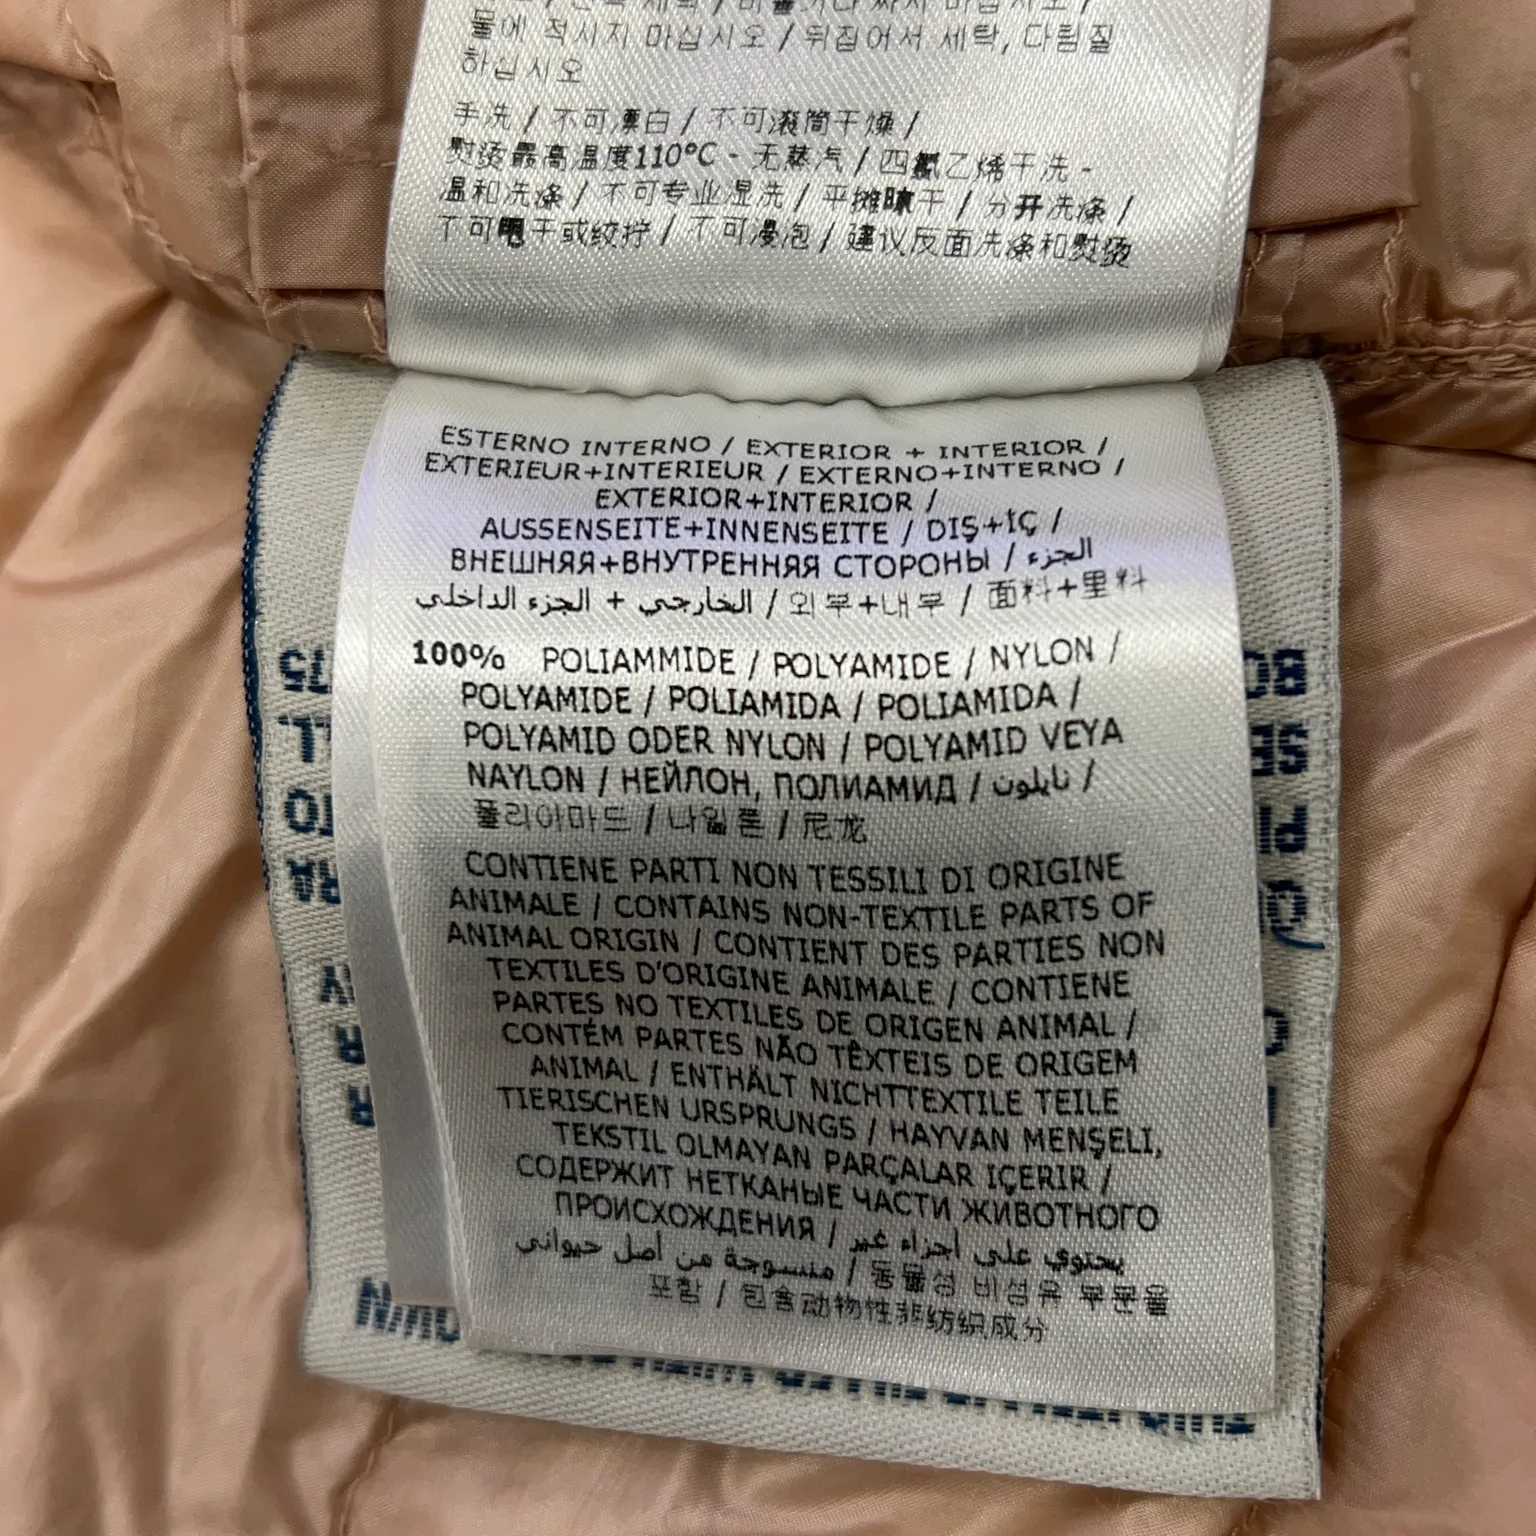 물에 적시지 마십시오 / 뒤집어서 세탁, 다림질
하십시오
手洗 / 不可漂白 / 不可滚筒干燥 /
熨烫最高温度110°C - 无蒸汽 / 四氯乙烯干洗 -
温和洗涤 / 不可专业湿洗 / 平摊晾干 / 分开洗涤 /
不可甩干或绞拧 / 不可浸泡 / 建议反面洗涤和熨烫
ESTERNO INTERNO / EXTERIOR + INTERIOR /
EXTERIEUR+INTERIEUR / EXTERNO+INTERNO /
EXTERIOR+INTERIOR /
AUSSENSEITE+INNENSEITE / DIŞ+İÇ /
ВНЕШНЯЯ+ВНУТРЕННЯЯ СТОРОНЫ / الجزء
الخارجي + الجزء الداخلي / 외부+내부 / 面料+里料
100% POLIAMMIDE / POLYAMIDE / NYLON /
POLYAMIDE / POLIAMIDA / POLIAMIDA /
POLYAMID ODER NYLON / POLYAMID VEYA
NAYLON / НЕЙЛОН, ПОЛИАМИД / نايلون /
폴리아마드 / 나일론 / 尼龙
CONTIENE PARTI NON TESSILI DI ORIGINE
ANIMALE / CONTAINS NON-TEXTILE PARTS OF
ANIMAL ORIGIN / CONTIENT DES PARTIES NON
TEXTILES D'ORIGINE ANIMALE / CONTIENE
PARTES NO TEXTILES DE ORIGEN ANIMAL /
CONTÉM PARTES NÃO TÊXTEIS DE ORIGEM
ANIMAL / ENTHÄLT NICHTTEXTILE TEILE
TIERISCHEN URSPRUNGS / HAYVAN MENŞELI,
TEKSTIL OLMAYAN PARÇALAR IÇERIR /
СОДЕРЖИТ НЕТКАНЫЕ ЧАСТИ ЖИВОТНОГО
ПРОИСХОЖДЕНИЯ / يحتوي على اجزاء غير
منسوجة من اصل حيواني / 동물성 비섬유 부분을
포함 / 包含动物性非纺织成分